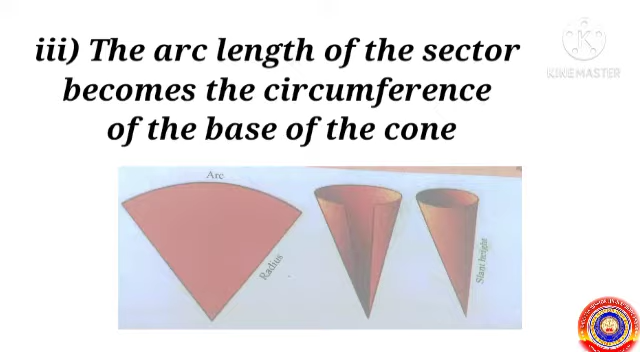 iii) The arc length of the sector
becomes the circumference
of the base of the cone
KINEMASTER
Arc
Radius
Slant height